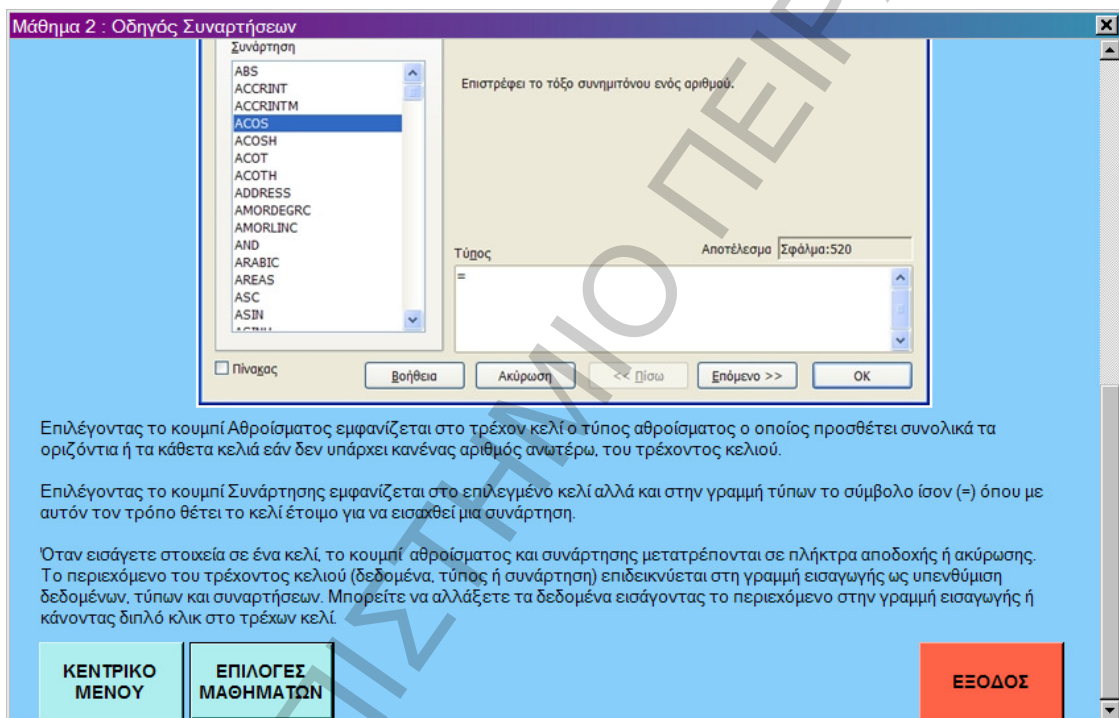 Μάθημα 2 : Οδηγός Συναρτήσεων
Συνάρτηση
ABS
ACCRINT
ACCRINTM
ACOS
ACOSH
ACOT
ACOTH
ADDRESS
AMORDEGRC
AMORLINC
AND
ARABIC
AREAS
ASC
ASIN
Επιστρέφει το τόξο συνημιτόνου ενός αριθμού.
Τύπος
Αποτέλεσμα Σφάλμα:520
=
Πίνακας
Βοήθεια
Ακύρωση
<< Πίσω
Επόμενο >>
OK
Επιλέγοντας το κουμπί Αθροίσματος εμφανίζεται στο τρέχον κελί ο τύπος αθροίσματος ο οποίος προσθέτει συνολικά τα
οριζόντια ή τα κάθετα κελιά εάν δεν υπάρχει κανένας αριθμός ανωτέρω, του τρέχοντος κελιού.
Επιλέγοντας το κουμπί Συνάρτησης εμφανίζεται στο επιλεγμένο κελί αλλά και στην γραμμή τύπων το σύμβολο ίσον (=) όπου με
αυτόν τον τρόπο θέτει το κελί έτοιμο για να εισαχθεί μια συνάρτηση.
Όταν εισάγετε στοιχεία σε ένα κελί, το κουμπί αθροίσματος και συνάρτησης μετατρέπονται σε πλήκτρα αποδοχής ή ακύρωσης.
Το περιεχόμενο του τρέχοντος κελιού (δεδομένα, τύπος ή συνάρτηση) επιδεικνύεται στη γραμμή εισαγωγής ως υπενθύμιση
δεδομένων, τύπων και συναρτήσεων. Μπορείτε να αλλάξετε τα δεδομένα εισάγοντας το περιεχόμενο στην γραμμή εισαγωγής ή
κάνοντας διπλό κλικ στο τρέχων κελί.
ΚΕΝΤΡΙΚΟ
ΜΕΝΟΥ
ΕΠΙΛΟΓΕΣ
ΜΑΘΗΜΑΤΩΝ
ΕΞΟΔΟΣ